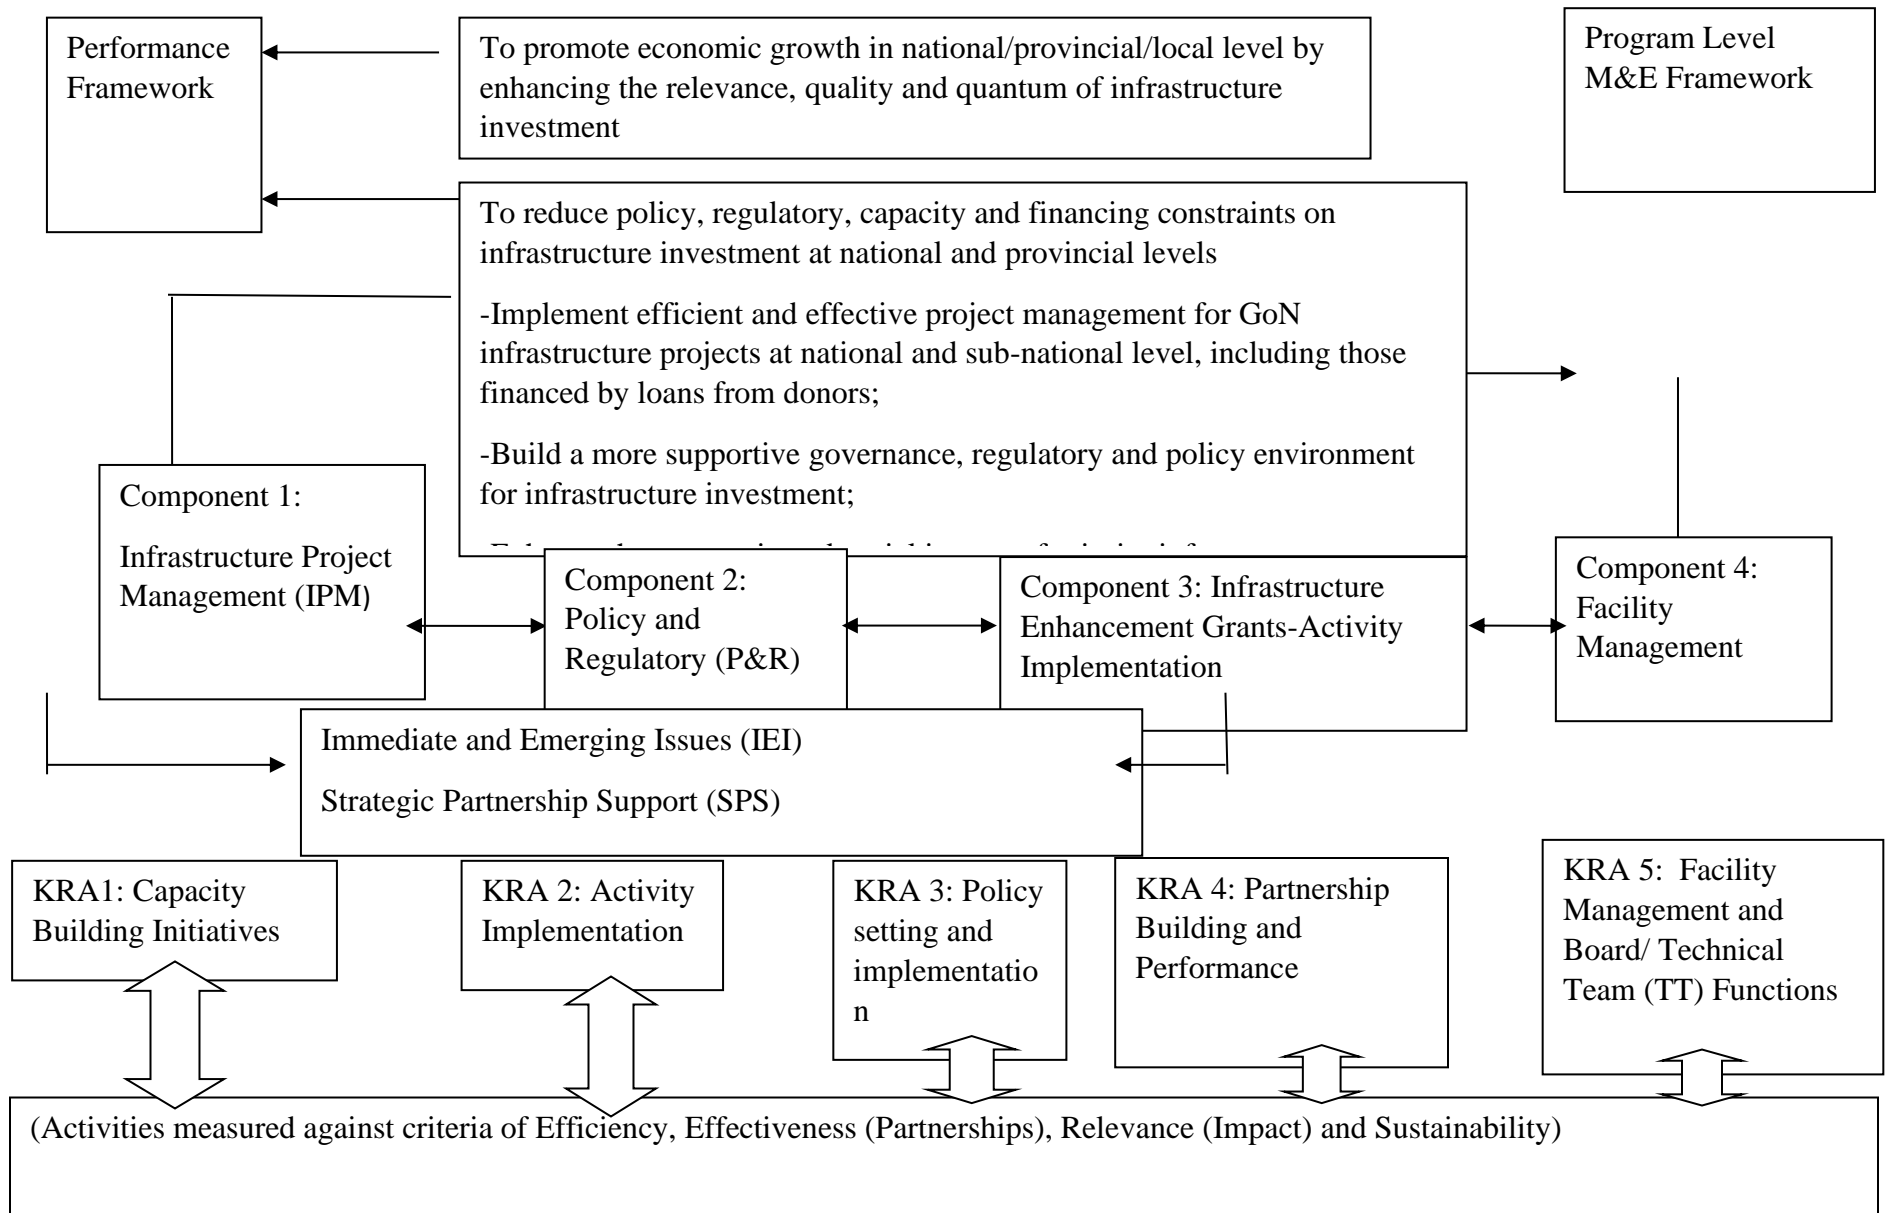 Performance
Framework
To promote economic growth in national/provincial/local level by
enhancing the relevance, quality and quantum of infrastructure
investment
Program Level
M&E Framework
To reduce policy, regulatory, capacity and financing constraints on
infrastructure investment at national and provincial levels
-Implement efficient and effective project management for GoN
infrastructure projects at national and sub-national level, including those
financed by loans from donors;
-Build a more supportive governance, regulatory and policy environment
for infrastructure investment;
Component 1:
Infrastructure Project
Management (IPM)
Component 2:
Policy and
Regulatory (P&R)
Component 3: Infrastructure
Enhancement Grants-Activity
Implementation
Component 4:
Facility
Management
Immediate and Emerging Issues (IEI)
Strategic Partnership Support (SPS)
KRA1: Capacity
Building Initiatives
KRA 2: Activity
Implementation
KRA 3: Policy
setting and
implementatio
n
KRA 4: Partnership
Building and
Performance
KRA 5:  Facility
Management and
Board/ Technical
Team (TT) Functions
(Activities measured against criteria of Efficiency, Effectiveness (Partnerships), Relevance (Impact) and Sustainability)